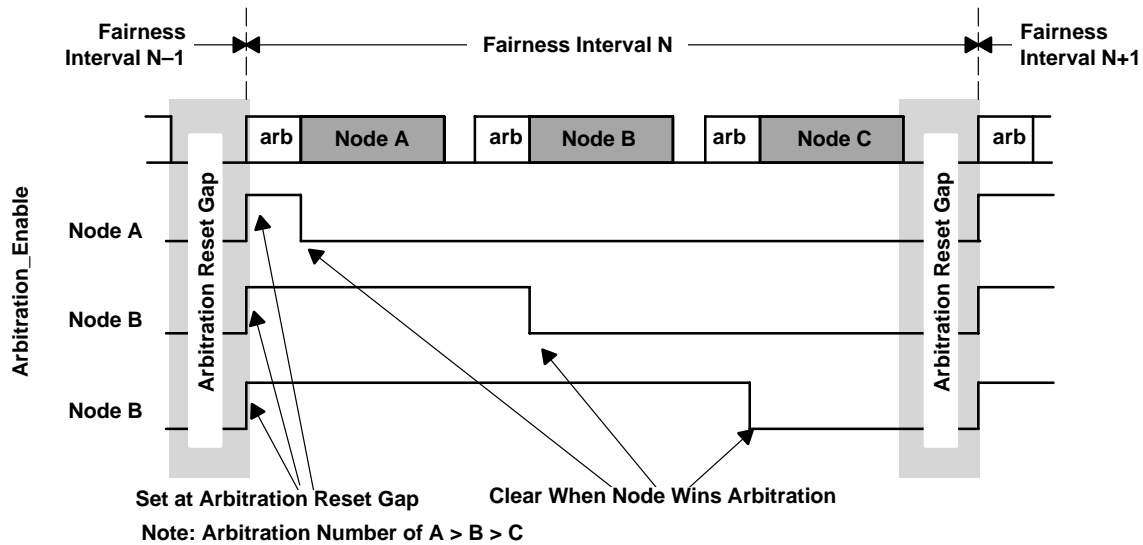 Fairness
Interval N–1
Fairness Interval N
Fairness
Interval N+1
arb
Node A
arb
Node B
arb
Node C
arb
Arbitration_Enable
Arbitration Reset Gap
Arbitration Reset Gap
Node A
Node B
Node B
Set at Arbitration Reset Gap
Clear When Node Wins Arbitration
Note: Arbitration Number of A > B > C